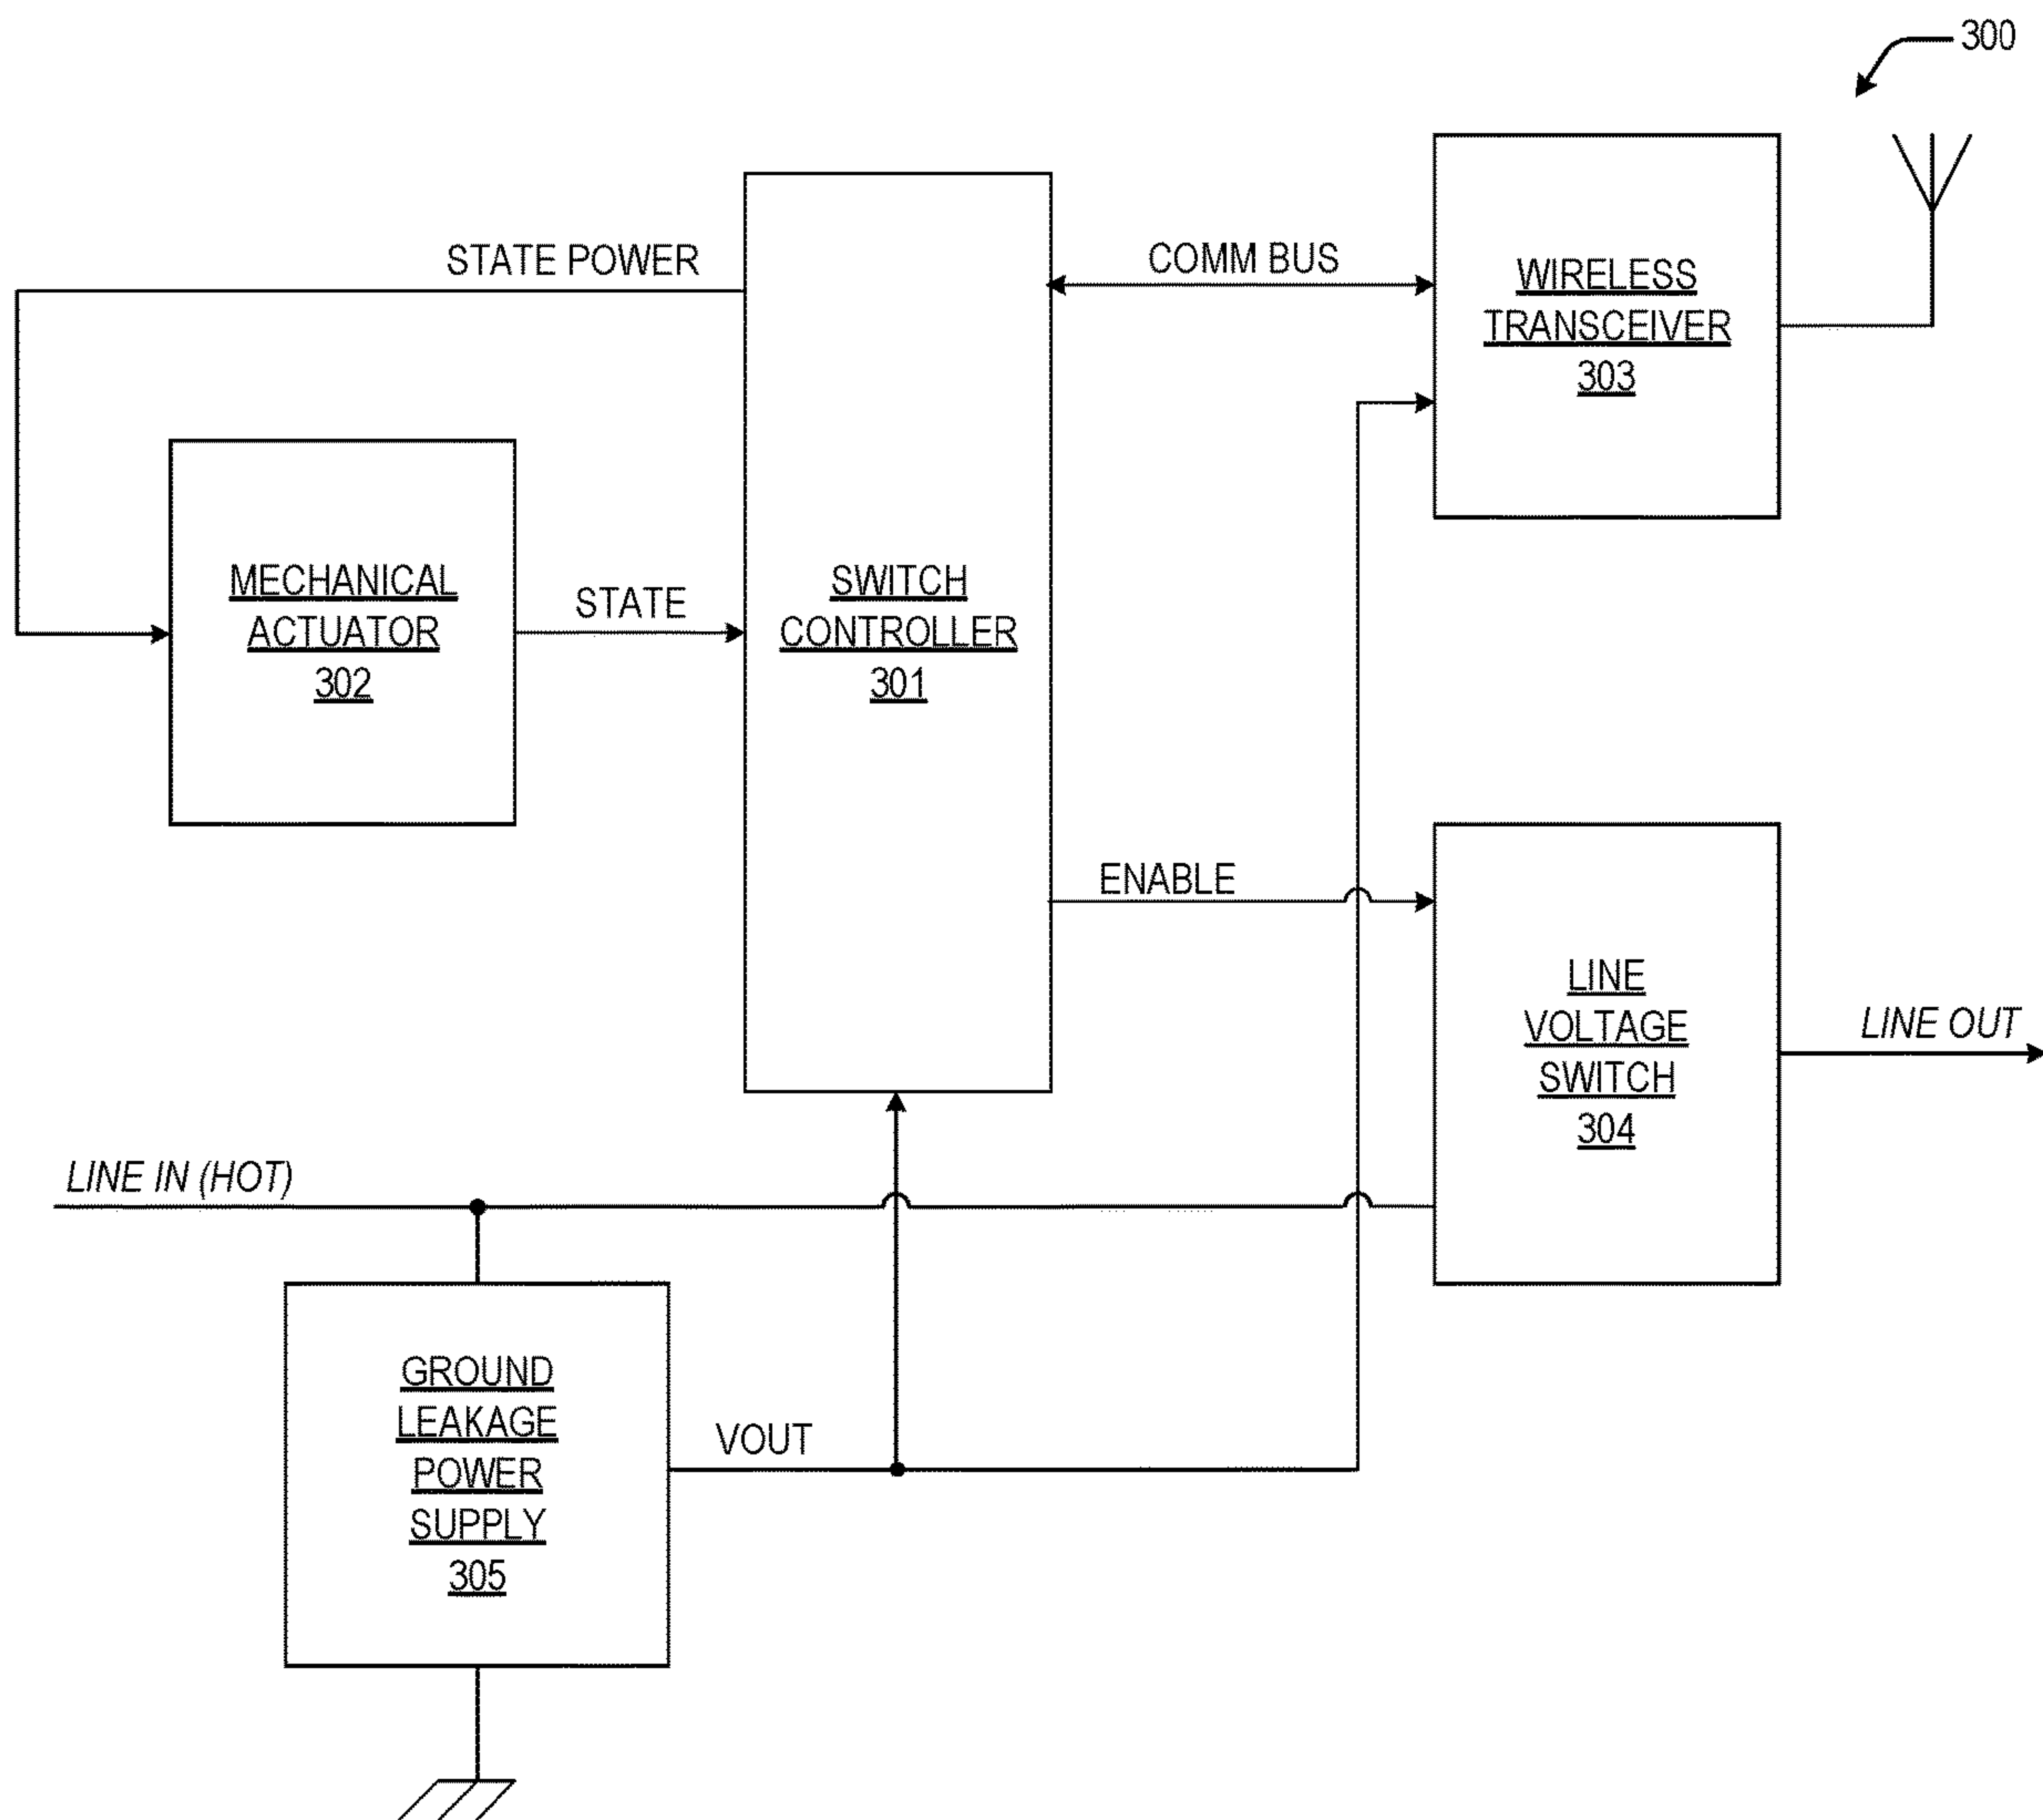 300
STATE POWER
COMM BUS
WIRELESS
TRANSCEIVER
303
MECHANICAL
ACTUATOR
302
STATE
SWITCH
CONTROLLER
301
ENABLE
LINE
VOLTAGE
SWITCH
304
LINE OUT
LINE IN (HOT)
GROUND
LEAKAGE
POWER
SUPPLY
305
VOUT